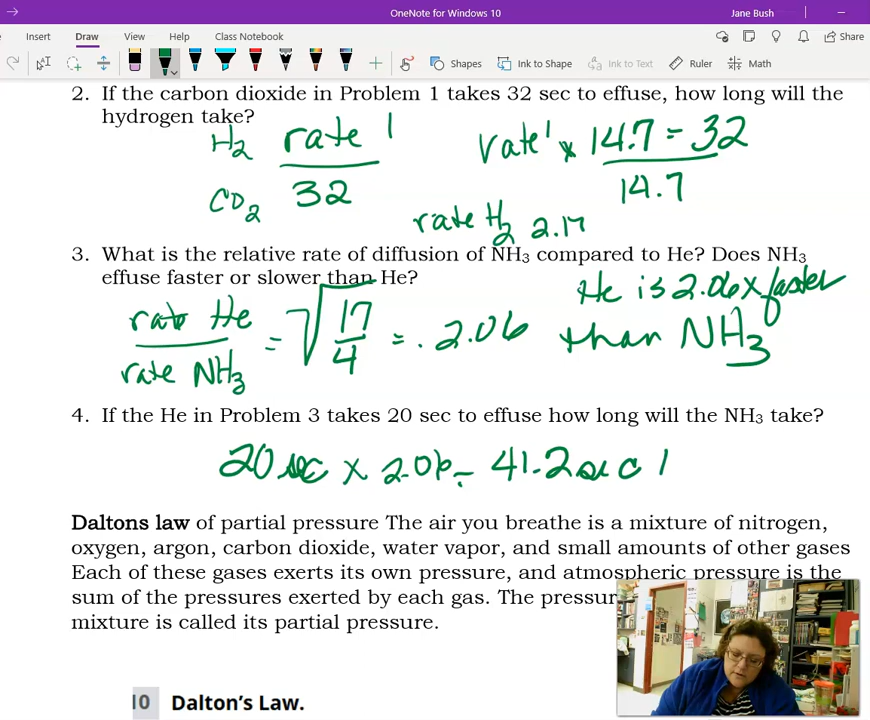 OneNote for Windows 10
Jane Bush
Insert Draw View Help Class Notebook
Share
Shapes Ink to Shape Ink to Text Ruler Math
2. If the carbon dioxide in Problem 1 takes 32 sec to effuse, how long will the
hydrogen take?
H2 rate 1
CO2 32
rate 1 x 14.7 = 32
14.7
rate H2 2.17
3. What is the relative rate of diffusion of NH3 compared to He? Does NH3
effuse faster or slower than He?
He is 2.06x faster
than NH3
rate He
rate NH3
= √ 17
4
= . 2.06
4. If the He in Problem 3 takes 20 sec to effuse how long will the NH3 take?
20 sec x 2.06 = 41.2 sec
Daltons law of partial pressure The air you breathe is a mixture of nitrogen,
oxygen, argon, carbon dioxide, water vapor, and small amounts of other gases
Each of these gases exerts its own pressure, and atmospheric pressure is the
sum of the pressures exerted by each gas. The pressur
mixture is called its partial pressure.
10 Dalton's Law.